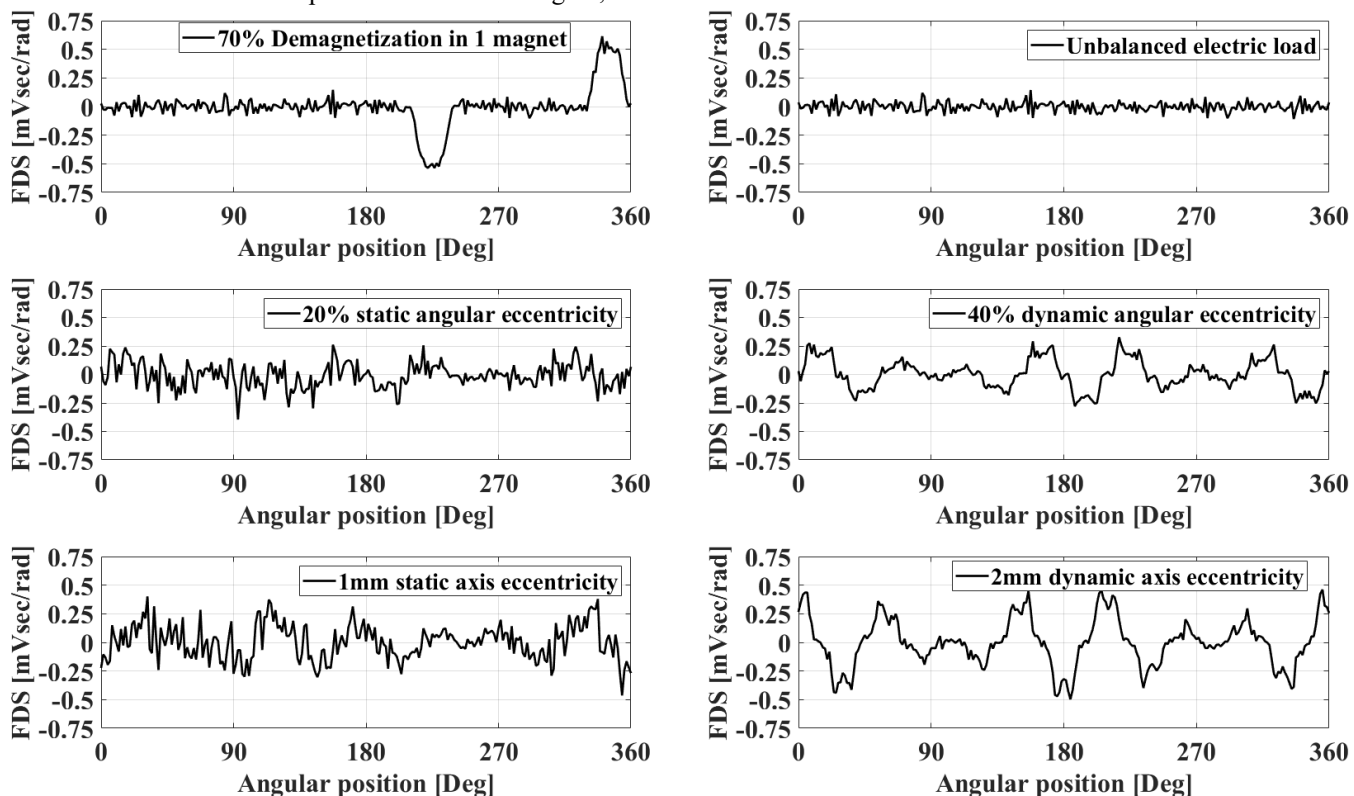 70% Demagnetization in 1 magnet
FDS [mVsec/rad]
0.75
0.5
0.25
0
-0.25
-0.5
-0.75
0 90 180 270 360
Angular position [Deg]
Unbalanced electric load
FDS [mVsec/rad]
0.75
0.5
0.25
0
-0.25
-0.5
-0.75
0 90 180 270 360
Angular position [Deg]
20% static angular eccentricity
FDS [mVsec/rad]
0.75
0.5
0.25
0
-0.25
-0.5
-0.75
0 90 180 270 360
Angular position [Deg]
40% dynamic angular eccentricity
FDS [mVsec/rad]
0.75
0.5
0.25
0
-0.25
-0.5
-0.75
0 90 180 270 360
Angular position [Deg]
1mm static axis eccentricity
FDS [mVsec/rad]
0.75
0.5
0.25
0
-0.25
-0.5
-0.75
0 90 180 270 360
Angular position [Deg]
2mm dynamic axis eccentricity
FDS [mVsec/rad]
0.75
0.5
0.25
0
-0.25
-0.5
-0.75
0 90 180 270 360
Angular position [Deg]